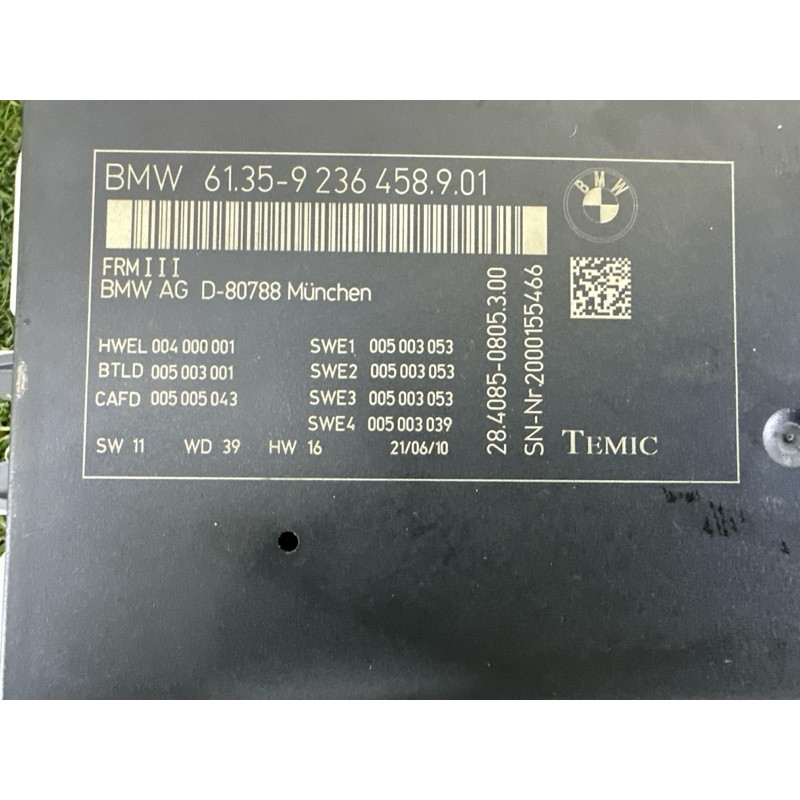 BMW 61.35-9 236 458.9.01
BMW
FRMIII
BMW AG D-80788 München
HWEL 004 000 001 SWE1 005 003 053
BTLD 005 003 001 SWE2 005 003 053
CAFD 005 005 043 SWE3 005 003 053
SWE4 005 003 039
SW 11 WD 39 HW 16 21/06/10
28.4085-0805.3.00
SN-Nr.2000155466
TEMIC